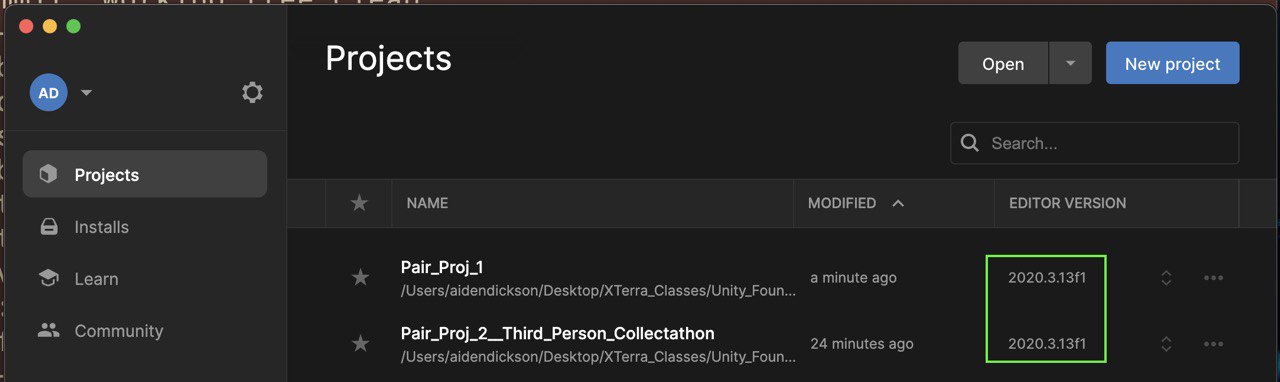 Projects
Open
New project
AD
Search...
Projects
NAME
MODIFIED
EDITOR VERSION
Installs
Pair_Proj_1
/Users/aidendickson/Desktop/XTerra_Classes/Unity_Foun...
a minute ago
2020.3.13f1
Learn
Community
Pair_Proj_2__Third_Person_Collectathon
/Users/aidendickson/Desktop/XTerra_Classes/Unity_Foun...
24 minutes ago
2020.3.13f1